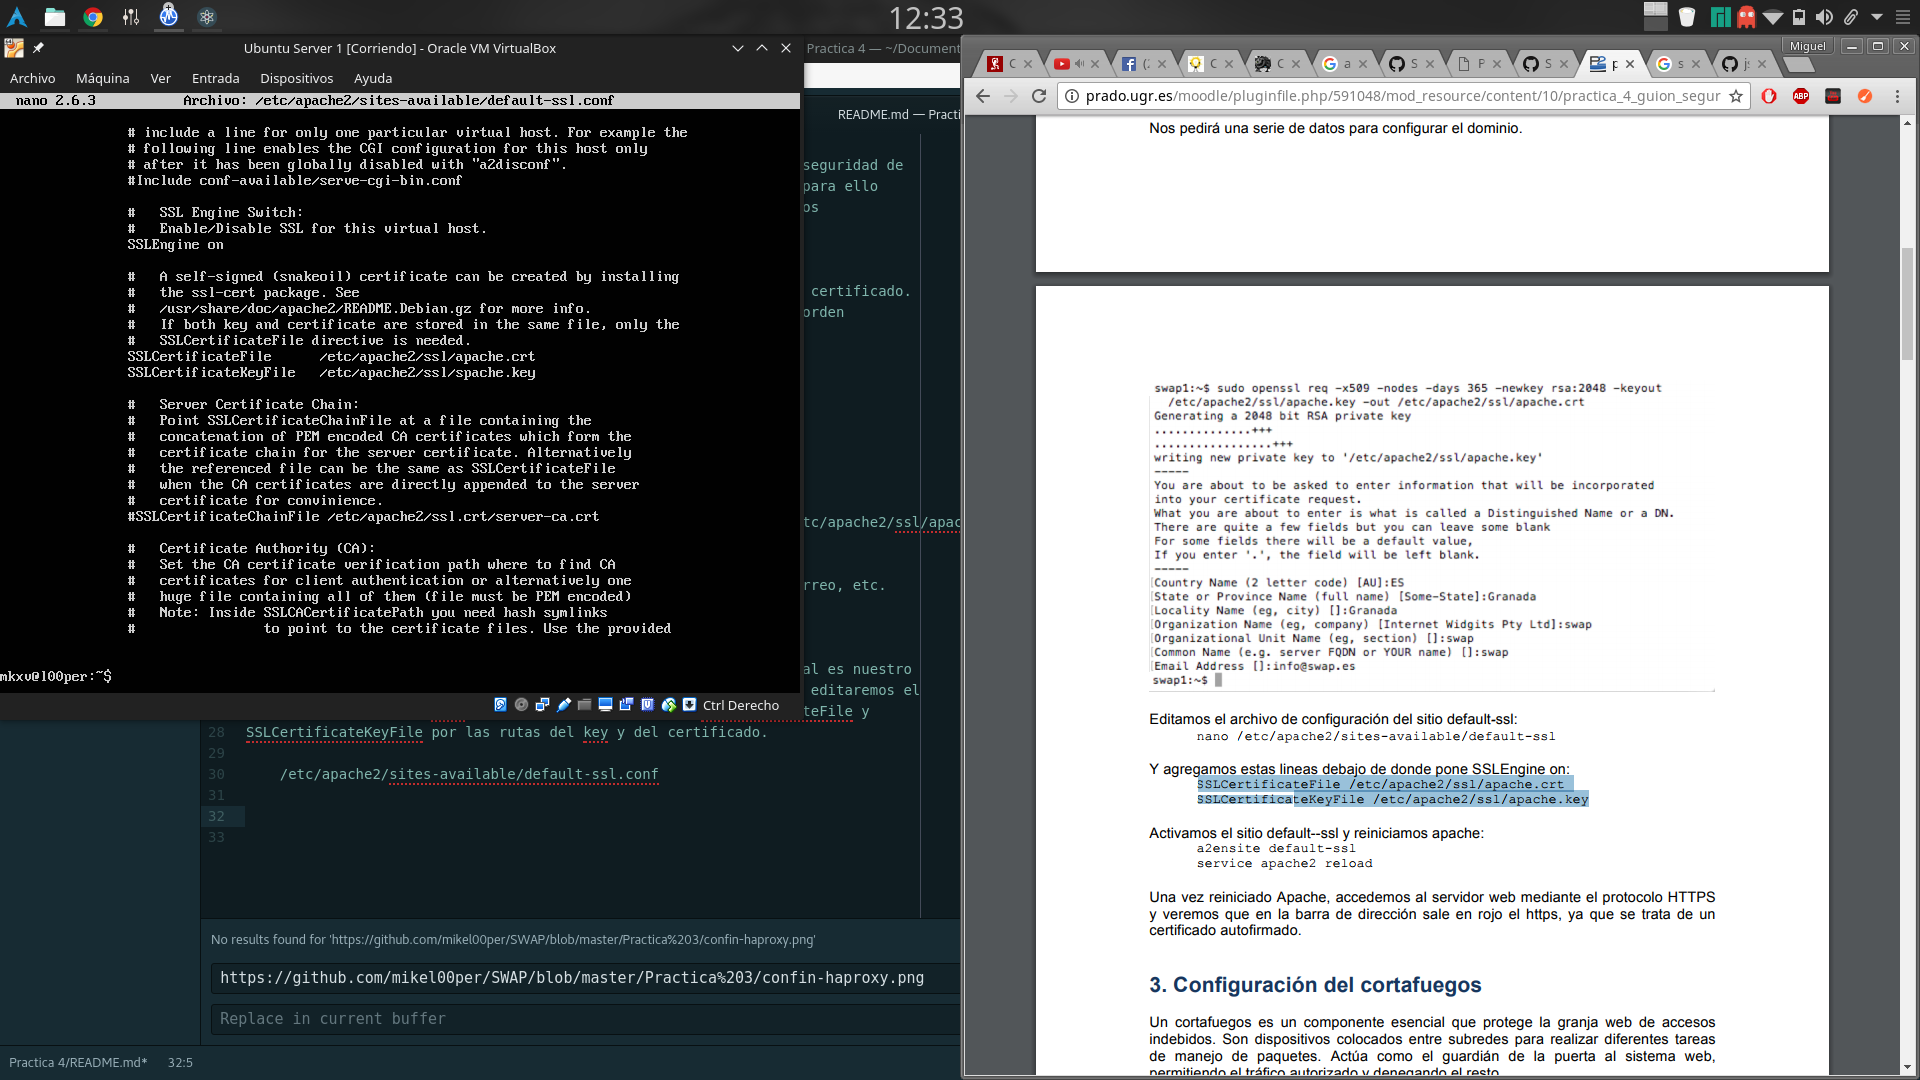 12:33
Ubuntu Server 1 [Corriendo] - Oracle VM VirtualBox
Archivo Máquina Ver Entrada Dispositivos Ayuda
nano 2.6.3 Archivo: /etc/apache2/sites-available/default-ssl.conf
# include a line for only one particular virtual host. For example the
# following line enables the CGI configuration for this host only
# after it has been globally disabled with "a2disconf".
#Include conf-available/serve-cgi-bin.conf
# SSL Engine Switch:
# Enable/Disable SSL for this virtual host.
SSLEngine on
# A self-signed (snakeoil) certificate can be created by installing
# the ssl-cert package. See
# /usr/share/doc/apache2/README.Debian.gz for more info.
# If both key and certificate are stored in the same file, only the
# SSLCertificateFile directive is needed.
SSLCertificateFile /etc/apache2/ssl/apache.crt
SSLCertificateKeyFile /etc/apache2/ssl/spache.key
# Server Certificate Chain:
# Point SSLCertificateChainFile at a file containing the
# concatenation of PEM encoded CA certificates which form the
# certificate chain for the server certificate. Alternatively
# the referenced file can be the same as SSLCertificateFile
# when the CA certificates are directly appended to the server
# certificate for convinience.
#SSLCertificateChainFile /etc/apache2/ssl.crt/server-ca.crt
# Certificate Authority (CA):
# Set the CA certificate verification path where to find CA
# certificates for client authentication or alternatively one
# huge file containing all of them (file must be PEM encoded)
# Note: Inside SSLCACertificatePath you need hash symlinks
# to point to the certificate files. Use the provided
mkxv@l00per:~$
Ctrl Derecho
Practica 4 — ~/Document
README.md — Practi
seguridad de
para ello
os
certificado.
orden
tc/apache2/ssl/apac
rreo, etc.
al es nuestro
editaremos el
teFile y
28 SSLCertificateKeyFile por las rutas del key y del certificado.
29
30 /etc/apache2/sites-available/default-ssl.conf
31
32
33
No results found for 'https://github.com/mikel00per/SWAP/blob/master/Practica%203/confin-haproxy.png'
https://github.com/mikel00per/SWAP/blob/master/Practica%203/confin-haproxy.png
Replace in current buffer
Practica 4/README.md* 32:5
C (2 C C a S P S p s j
Miguel
prado.ugr.es/moodle/pluginfile.php/591048/mod_resource/content/10/practica_4_guion_segur
ABP
Nos pedirá una serie de datos para configurar el dominio.
swap1:~$ sudo openssl req -x509 -nodes -days 365 -newkey rsa:2048 -keyout
/etc/apache2/ssl/apache.key -out /etc/apache2/ssl/apache.crt
Generating a 2048 bit RSA private key
..............+++
.................+++
writing new private key to '/etc/apache2/ssl/apache.key'
-----
You are about to be asked to enter information that will be incorporated
into your certificate request.
What you are about to enter is what is called a Distinguished Name or a DN.
There are quite a few fields but you can leave some blank
For some fields there will be a default value,
If you enter '.', the field will be left blank.
-----
Country Name (2 letter code) [AU]:ES
State or Province Name (full name) [Some-State]:Granada
Locality Name (eg, city) []:Granada
Organization Name (eg, company) [Internet Widgits Pty Ltd]:swap
Organizational Unit Name (eg, section) []:swap
Common Name (e.g. server FQDN or YOUR name) []:swap
Email Address []:info@swap.es
swap1:~$
Editamos el archivo de configuración del sitio default-ssl:
nano /etc/apache2/sites-available/default-ssl
Y agregamos estas lineas debajo de donde pone SSLEngine on:
SSLCertificateFile /etc/apache2/ssl/apache.crt
SSLCertificateKeyFile /etc/apache2/ssl/apache.key
Activamos el sitio default--ssl y reiniciamos apache:
a2ensite default-ssl
service apache2 reload
Una vez reiniciado Apache, accedemos al servidor web mediante el protocolo HTTPS
y veremos que en la barra de dirección sale en rojo el https, ya que se trata de un
certificado autofirmado.
3. Configuración del cortafuegos
Un cortafuegos es un componente esencial que protege la granja web de accesos
indebidos. Son dispositivos colocados entre subredes para realizar diferentes tareas
de manejo de paquetes. Actúa como el guardián de la puerta al sistema web,
permitiendo el tráfico autorizado y denegando el resto.